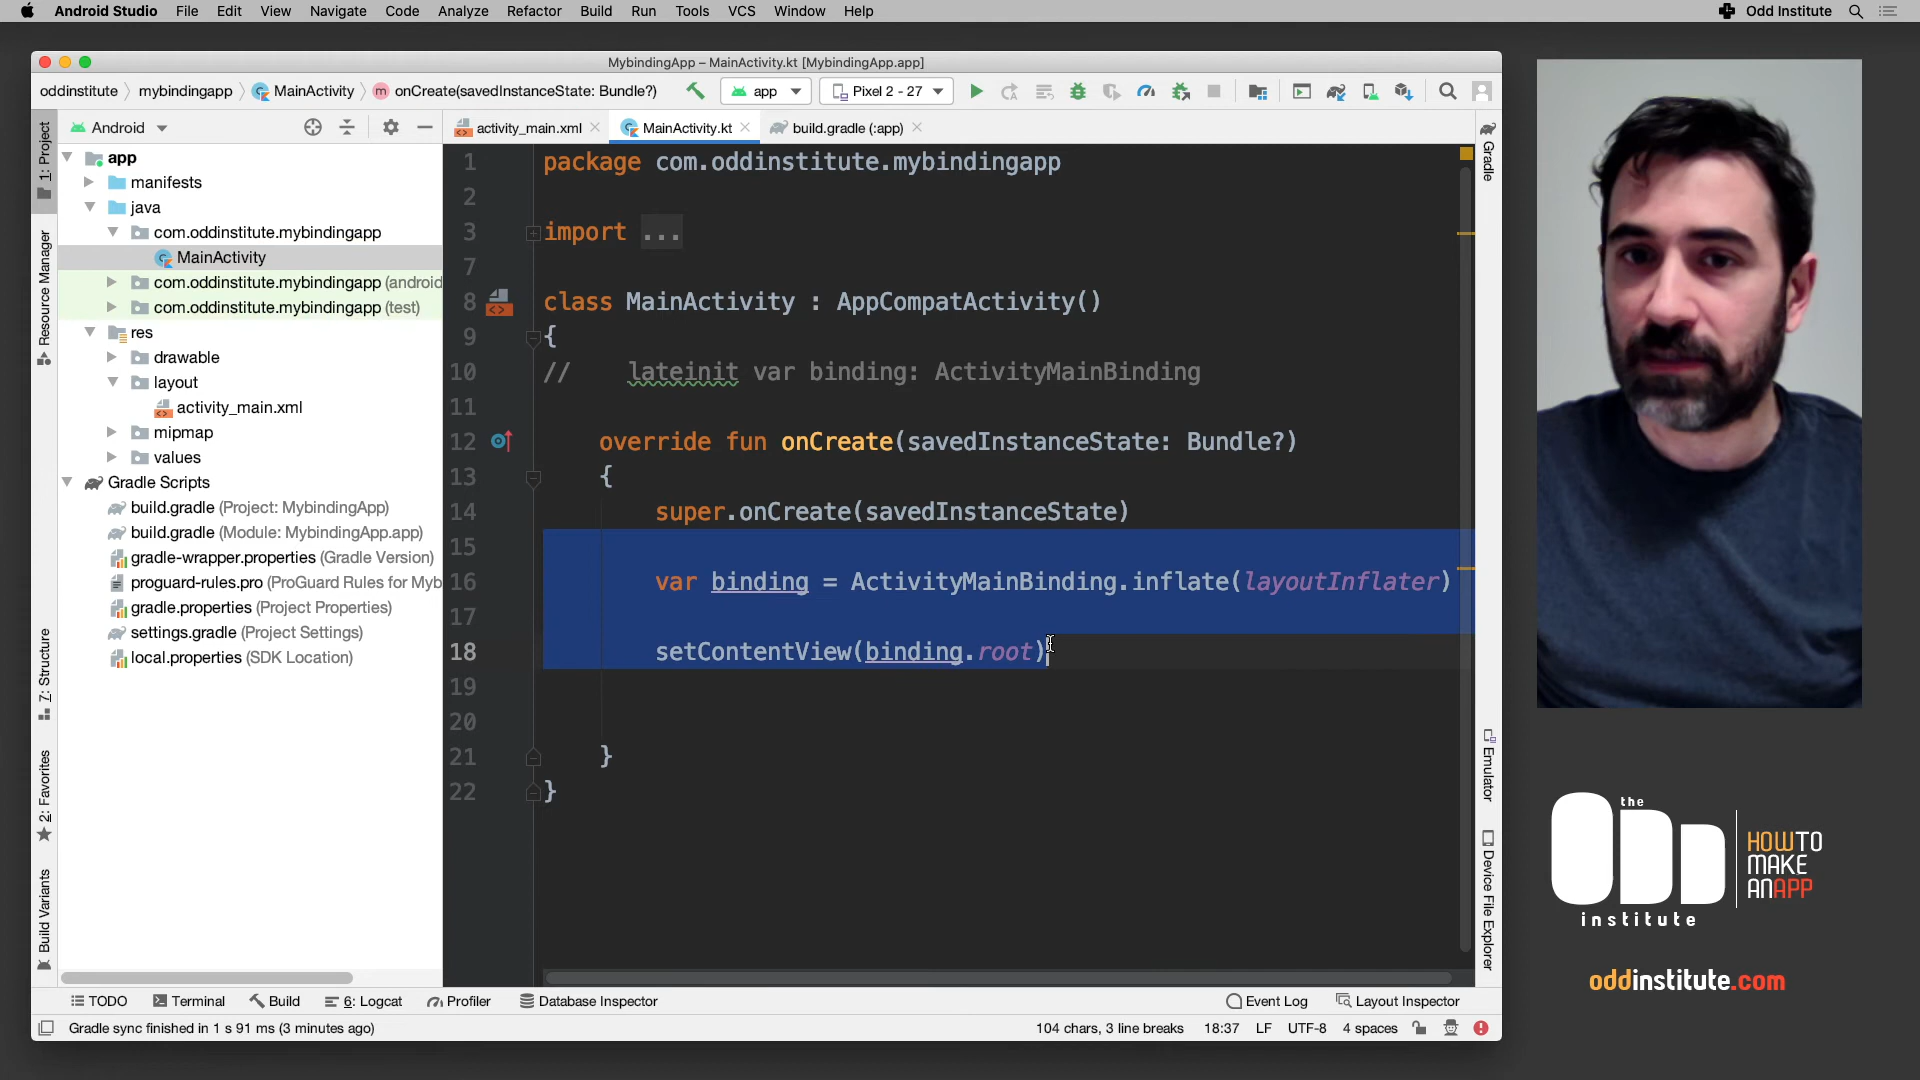 Android Studio File Edit View Navigate Code Analyze Refactor Build Run Tools VCS Window Help Odd Institute
MybindingApp – MainActivity.kt [MybindingApp.app]
oddinstitute mybindingapp MainActivity onCreate(savedInstanceState: Bundle?) app Pixel 2 - 27
Android
activity_main.xml MainActivity.kt build.gradle (:app)
1: Project
Resource Manager
7: Structure
2: Favorites
Build Variants
app
manifests
java
com.oddinstitute.mybindingapp
MainActivity
com.oddinstitute.mybindingapp (android
com.oddinstitute.mybindingapp (test)
res
drawable
layout
activity_main.xml
mipmap
values
Gradle Scripts
build.gradle (Project: MybindingApp)
build.gradle (Module: MybindingApp.app)
gradle-wrapper.properties (Gradle Version)
proguard-rules.pro (ProGuard Rules for Myb
gradle.properties (Project Properties)
settings.gradle (Project Settings)
local.properties (SDK Location)
1 package com.oddinstitute.mybindingapp
2
3 import ...
7
8 class MainActivity : AppCompatActivity()
9 {
10 // lateinit var binding: ActivityMainBinding
11
12 override fun onCreate(savedInstanceState: Bundle?)
13 {
14 super.onCreate(savedInstanceState)
15
16 var binding = ActivityMainBinding.inflate(layoutInflater)
17
18 setContentView(binding.root)
19
20
21 }
22 }
Gradle
Emulator
Device File Explorer
TODO Terminal Build 6: Logcat Profiler Database Inspector Event Log Layout Inspector
Gradle sync finished in 1 s 91 ms (3 minutes ago) 104 chars, 3 line breaks 18:37 LF UTF-8 4 spaces
the
ODD
institute
HOWTO
MAKE
ANAPP
oddinstitute.com